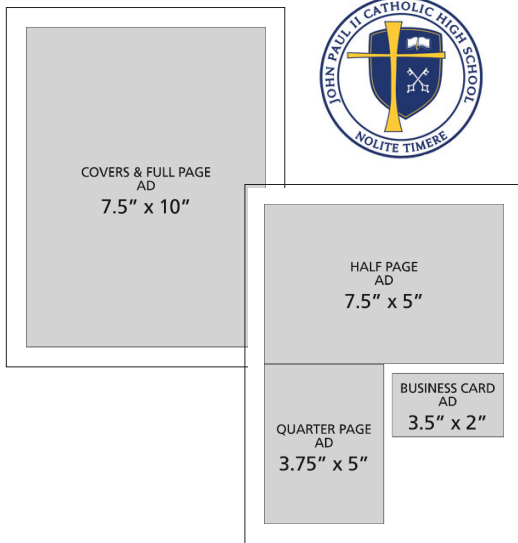 JOHN PAUL II CATHOLIC HIGH SCHOOL
NOLITE TIMERE
COVERS & FULL PAGE
AD
7.5” x 10”
HALF PAGE
AD
7.5” x 5”
BUSINESS CARD
AD
3.5” x 2”
QUARTER PAGE
AD
3.75” x 5”